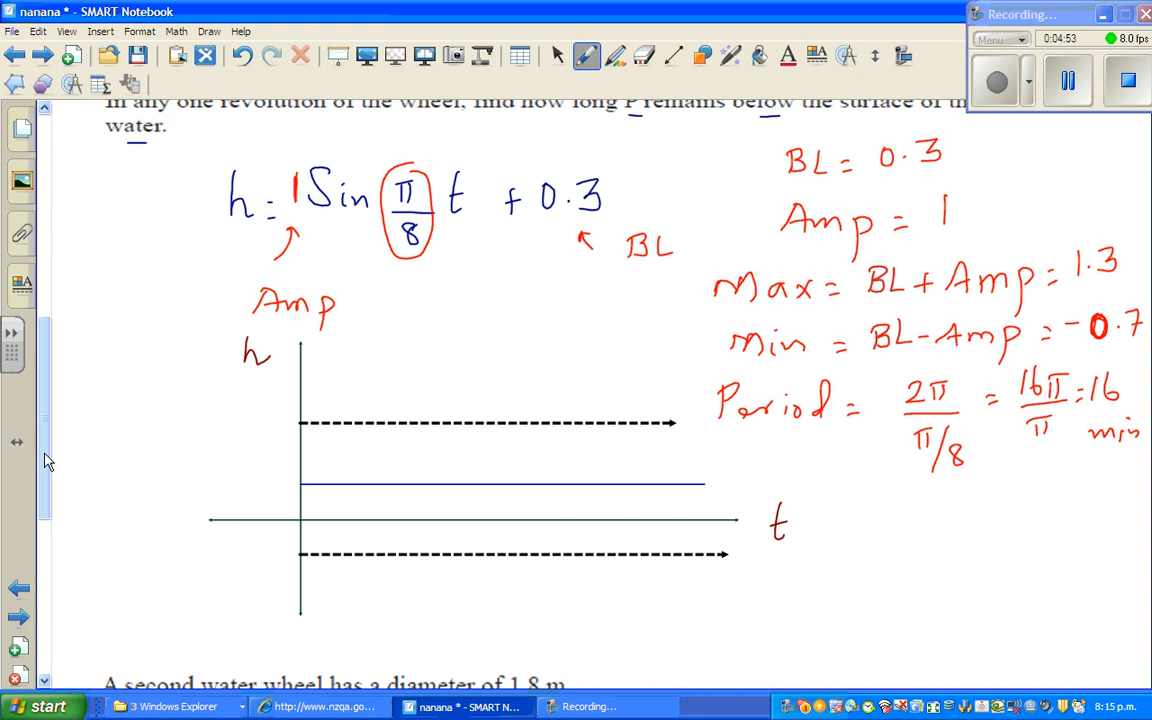 nanana * - SMART Notebook
Recording...
File Edit View Insert Format Math Draw Help
Menu
0:04:53
8.0 fps
In any one revolution of the wheel, find how long P remains below the surface of the
water.
h = 1 Sin π/8 t + 0.3
BL
Amp
BL = 0.3
Amp = 1
Max = BL + Amp = 1.3
Min = BL - Amp = -0.7
Period = 2π / π/8 = 16π/π = 16 min
h
t
A second water wheel has a diameter of 1.8 m
start
3 Windows Explorer
http://www.nzqa.go...
nanana * - SMART N...
Recording...
8:15 p.m.